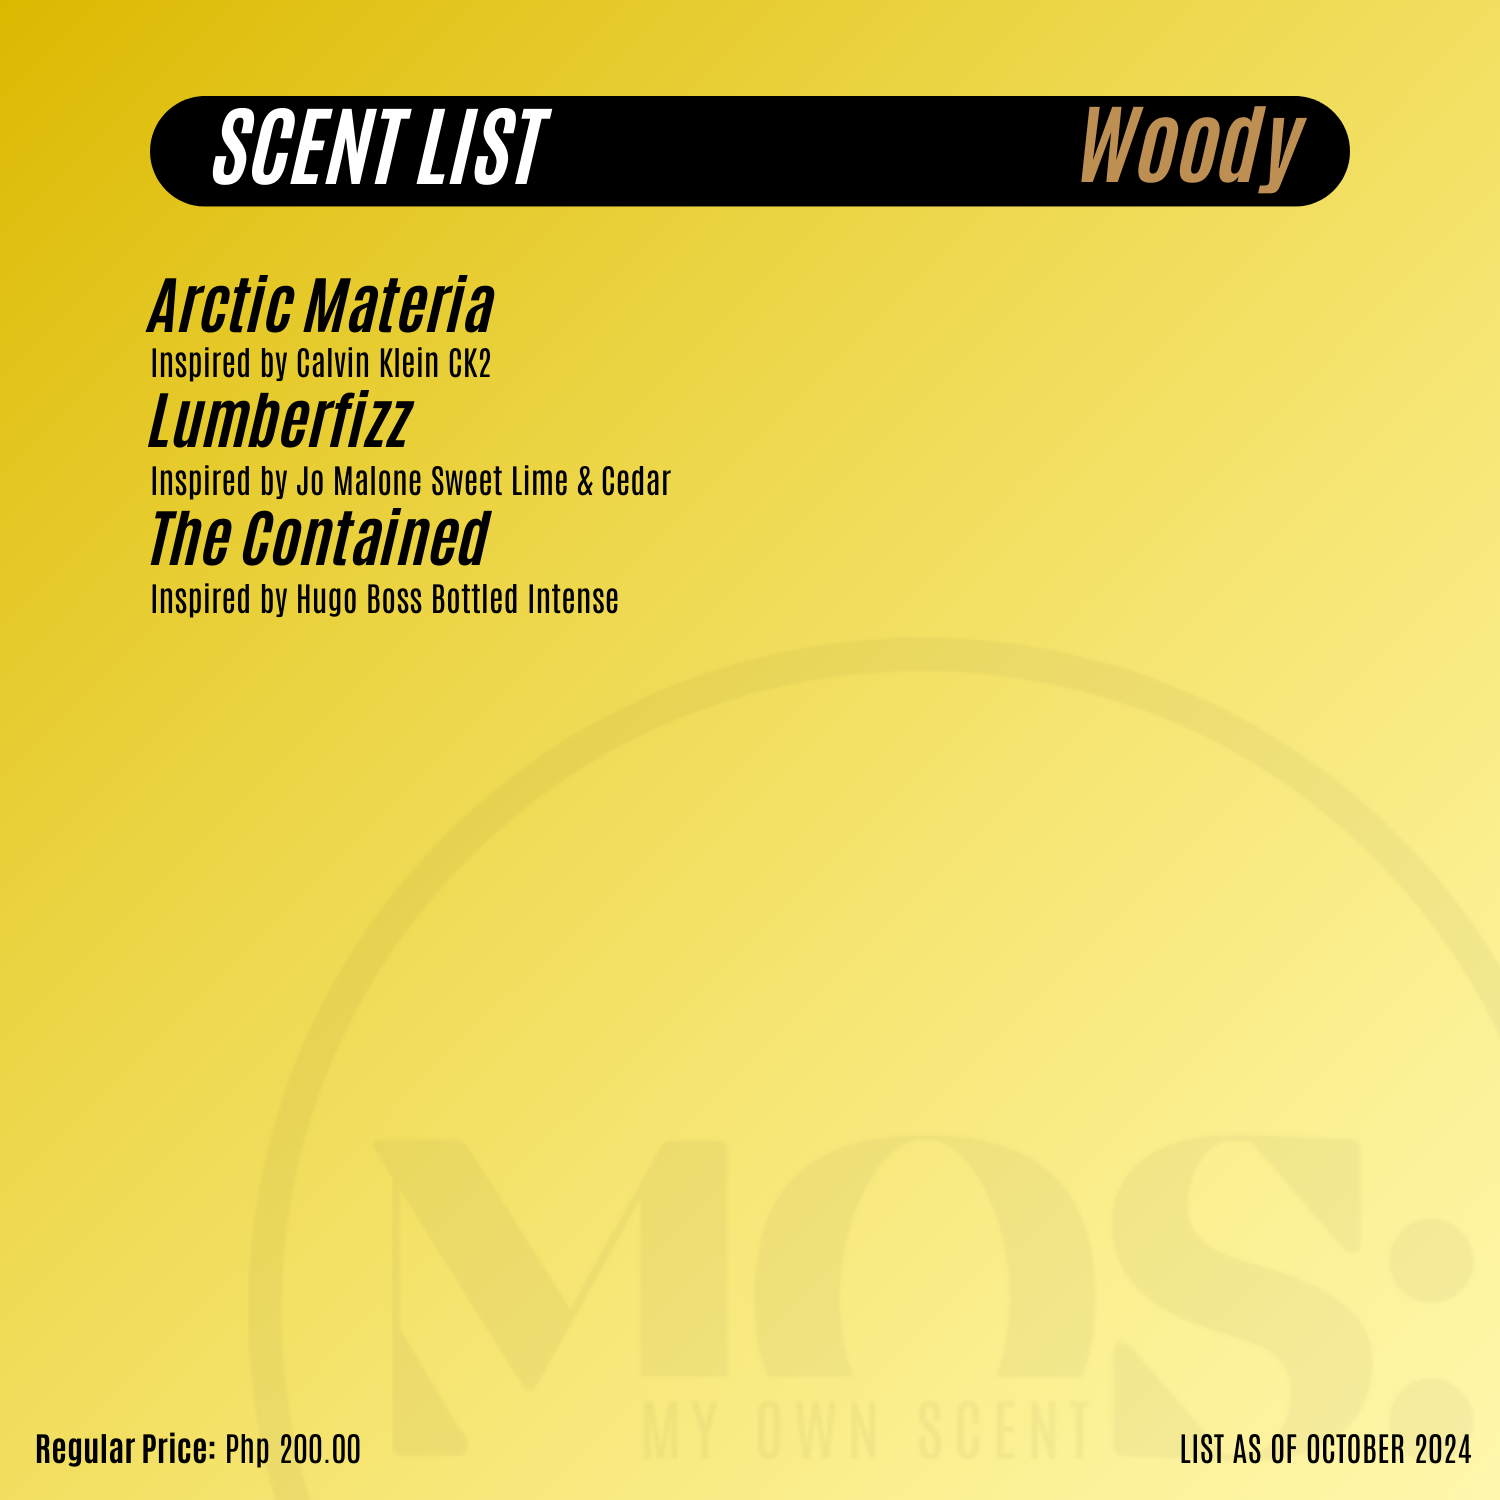 SCENT LIST Woody
Arctic Materia
Inspired by Calvin Klein CK2
Lumberfizz
Inspired by Jo Malone Sweet Lime & Cedar
The Contained
Inspired by Hugo Boss Bottled Intense
MOS:
MY OWN SCENT
Regular Price: Php 200.00 LIST AS OF OCTOBER 2024